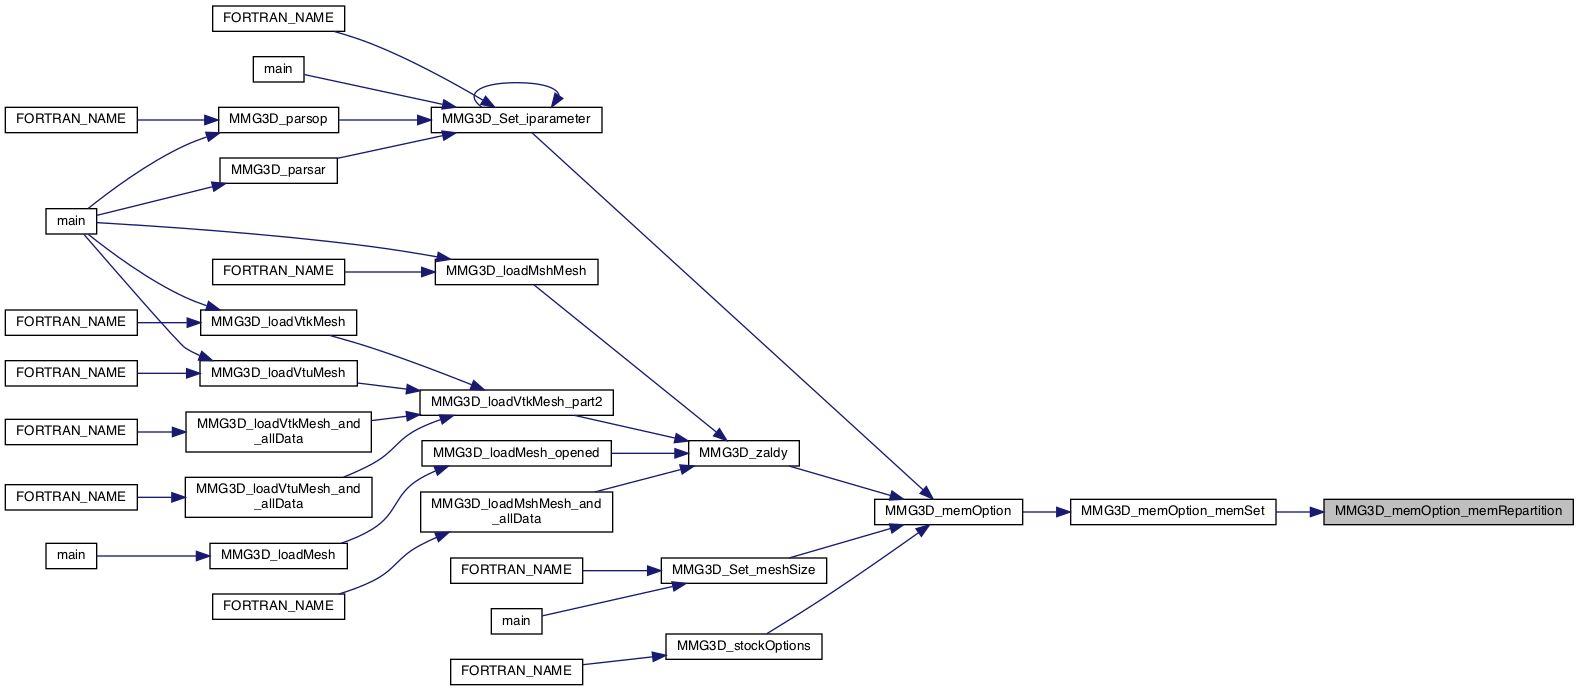 FORTRAN_NAME
main
FORTRAN_NAME
MMG3D_parsop
MMG3D_Set_iparameter
MMG3D_parsar
main
FORTRAN_NAME
MMG3D_loadMshMesh
FORTRAN_NAME
MMG3D_loadVtkMesh
FORTRAN_NAME
MMG3D_loadVtuMesh
MMG3D_loadVtkMesh_part2
FORTRAN_NAME
MMG3D_loadVtkMesh_and
_allData
MMG3D_loadMesh_opened
MMG3D_zaldy
FORTRAN_NAME
MMG3D_loadVtuMesh_and
_allData
MMG3D_loadMshMesh_and
_allData
MMG3D_memOption
MMG3D_memOption_memSet
MMG3D_memOption_memRepartition
main
MMG3D_loadMesh
FORTRAN_NAME
MMG3D_Set_meshSize
FORTRAN_NAME
main
MMG3D_stockOptions
FORTRAN_NAME